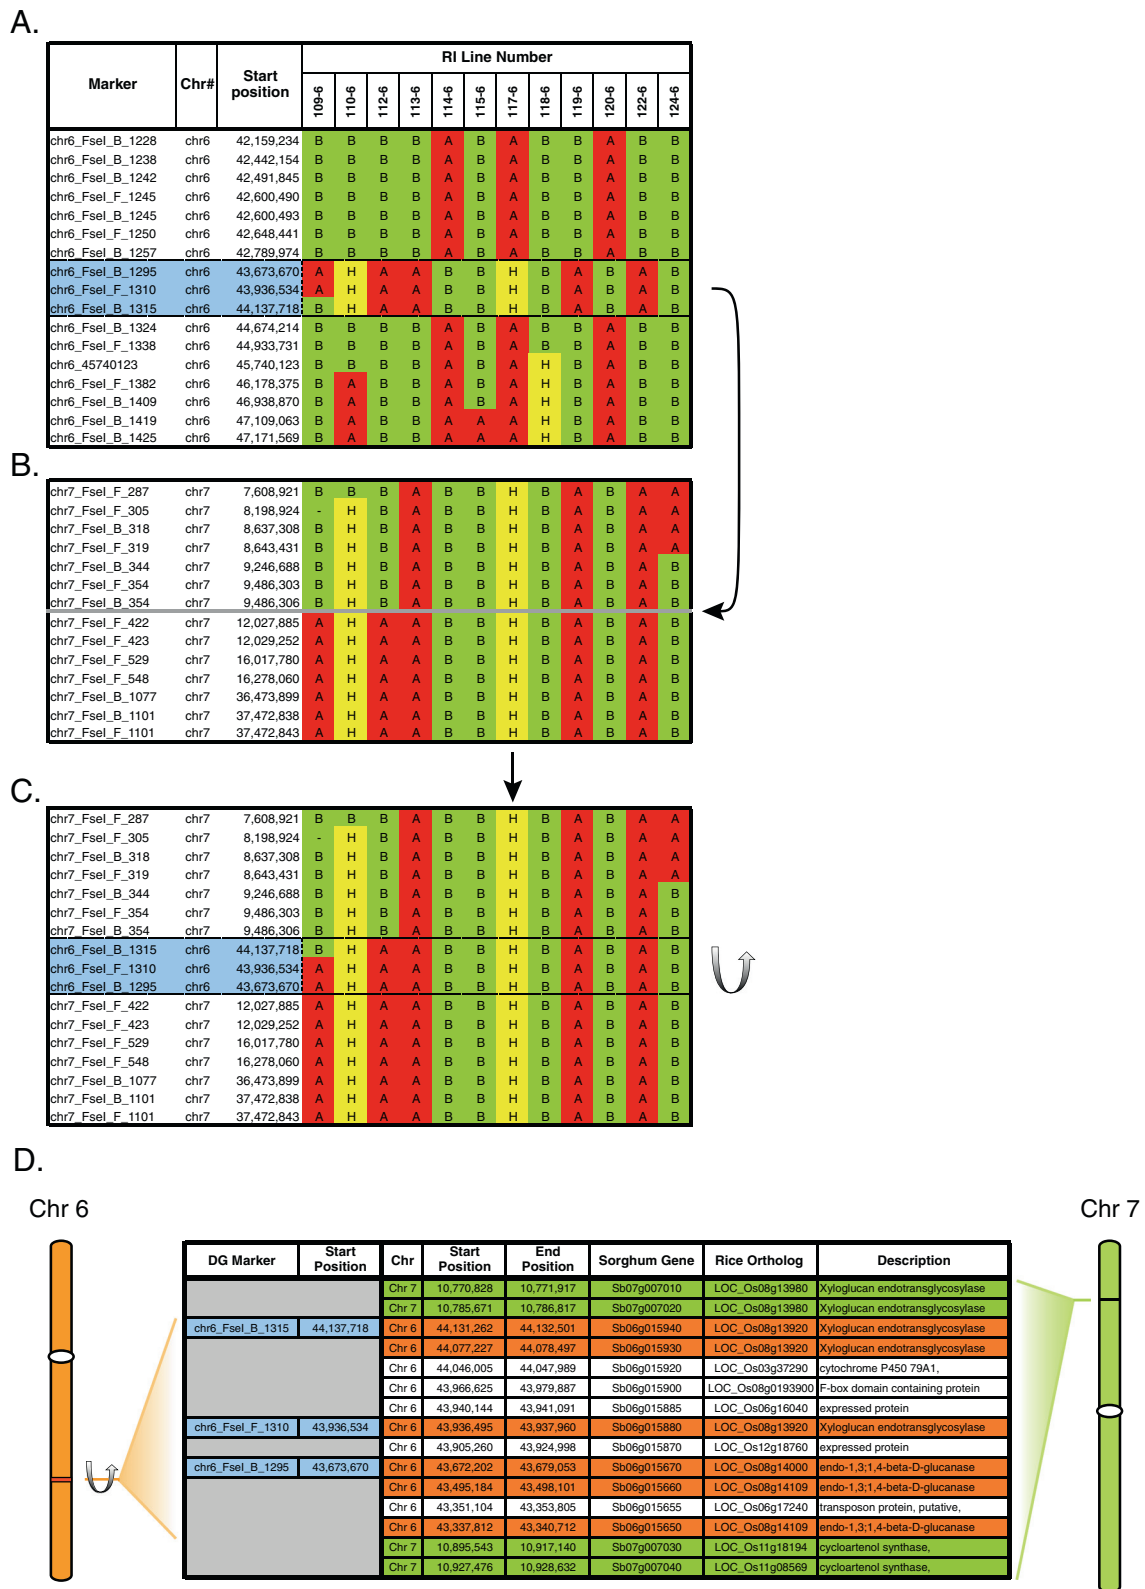 A.
Marker Chr# Start position RI Line Number
109-6 110-6 112-6 113-6 114-6 115-6 117-6 118-6 119-6 120-6 122-6 124-6
chr6_FseI_B_1228 chr6 42,159,234 B B B B A B A B B A B B
chr6_FseI_B_1238 chr6 42,442,154 B B B B A B A B B A B B
chr6_FseI_B_1242 chr6 42,491,845 B B B B A B A B B A B B
chr6_FseI_F_1245 chr6 42,600,490 B B B B A B A B B A B B
chr6_FseI_B_1245 chr6 42,600,493 B B B B A B A B B A B B
chr6_FseI_F_1250 chr6 42,648,441 B B B B A B A B B A B B
chr6_FseI_B_1257 chr6 42,789,974 B B B B A B A B B A B B
chr6_FseI_B_1295 chr6 43,673,670 A H A A B B H B A B A B
chr6_FseI_F_1310 chr6 43,936,534 A H A A B B H B A B A B
chr6_FseI_B_1315 chr6 44,137,718 B H A A B B H B A B A B
chr6_FseI_B_1324 chr6 44,674,214 B B B B A B A B B A B B
chr6_FseI_F_1338 chr6 44,933,731 B B B B A B A B B A B B
chr6_45740123 chr6 45,740,123 B B B B A B A H B A B B
chr6_FseI_F_1382 chr6 46,178,375 B A B B A B A H B A B B
chr6_FseI_B_1409 chr6 46,938,870 B A B B A B A H B A B B
chr6_FseI_B_1419 chr6 47,109,063 B A B B A A A H B A B B
chr6_FseI_B_1425 chr6 47,171,569 B A B B A A A H B A B B
B.
chr7_FseI_F_287 chr7 7,608,921 B B B A B B H B A B A A
chr7_FseI_F_305 chr7 8,198,924 - H B A B B H B A B A A
chr7_FseI_B_318 chr7 8,637,308 B H B A B B H B A B A A
chr7_FseI_F_319 chr7 8,643,431 B H B A B B H B A B A A
chr7_FseI_B_344 chr7 9,246,688 B H B A B B H B A B A B
chr7_FseI_F_354 chr7 9,486,303 B H B A B B H B A B A B
chr7_FseI_B_354 chr7 9,486,306 B H B A B B H B A B A B
chr7_FseI_F_422 chr7 12,027,885 A H A A B B H B A B A B
chr7_FseI_F_423 chr7 12,029,252 A H A A B B H B A B A B
chr7_FseI_F_529 chr7 16,017,780 A H A A B B H B A B A B
chr7_FseI_F_548 chr7 16,278,060 A H A A B B H B A B A B
chr7_FseI_B_1077 chr7 36,473,899 A H A A B B H B A B A B
chr7_FseI_B_1101 chr7 37,472,838 A H A A B B H B A B A B
chr7_FseI_F_1101 chr7 37,472,843 A H A A B B H B A B A B
C.
chr7_FseI_F_287 chr7 7,608,921 B B B A B B H B A B A A
chr7_FseI_F_305 chr7 8,198,924 - H B A B B H B A B A A
chr7_FseI_B_318 chr7 8,637,308 B H B A B B H B A B A A
chr7_FseI_F_319 chr7 8,643,431 B H B A B B H B A B A A
chr7_FseI_B_344 chr7 9,246,688 B H B A B B H B A B A B
chr7_FseI_F_354 chr7 9,486,303 B H B A B B H B A B A B
chr7_FseI_B_354 chr7 9,486,306 B H B A B B H B A B A B
chr6_FseI_B_1315 chr6 44,137,718 B H A A B B H B A B A B
chr6_FseI_F_1310 chr6 43,936,534 A H A A B B H B A B A B
chr6_FseI_B_1295 chr6 43,673,670 A H A A B B H B A B A B
chr7_FseI_F_422 chr7 12,027,885 A H A A B B H B A B A B
chr7_FseI_F_423 chr7 12,029,252 A H A A B B H B A B A B
chr7_FseI_F_529 chr7 16,017,780 A H A A B B H B A B A B
chr7_FseI_F_548 chr7 16,278,060 A H A A B B H B A B A B
chr7_FseI_B_1077 chr7 36,473,899 A H A A B B H B A B A B
chr7_FseI_B_1101 chr7 37,472,838 A H A A B B H B A B A B
chr7_FseI_F_1101 chr7 37,472,843 A H A A B B H B A B A B
D.
Chr 6
Chr 7
DG Marker Start Position Chr Start Position End Position Sorghum Gene Rice Ortholog Description
Chr 7 10,770,828 10,771,917 Sb07g007010 LOC_Os08g13980 Xyloglucan endotransglycosylase
Chr 7 10,785,671 10,786,817 Sb07g007020 LOC_Os08g13980 Xyloglucan endotransglycosylase
chr6_FseI_B_1315 44,137,718 Chr 6 44,131,262 44,132,501 Sb06g015940 LOC_Os08g13920 Xyloglucan endotransglycosylase
Chr 6 44,077,227 44,078,497 Sb06g015930 LOC_Os08g13920 Xyloglucan endotransglycosylase
Chr 6 44,046,005 44,047,989 Sb06g015920 LOC_Os03g37290 cytochrome P450 79A1,
Chr 6 43,966,625 43,979,887 Sb06g015900 LOC_Os08g0193900 F-box domain containing protein
Chr 6 43,940,144 43,941,091 Sb06g015885 LOC_Os06g16040 expressed protein
chr6_FseI_F_1310 43,936,534 Chr 6 43,936,495 43,937,960 Sb06g015880 LOC_Os08g13920 Xyloglucan endotransglycosylase
Chr 6 43,905,260 43,924,998 Sb06g015870 LOC_Os12g18760 expressed protein
chr6_FseI_B_1295 43,673,670 Chr 6 43,672,202 43,679,053 Sb06g015670 LOC_Os08g14000 endo-1,3;1,4-beta-D-glucanase
Chr 6 43,495,184 43,498,101 Sb06g015660 LOC_Os08g14109 endo-1,3;1,4-beta-D-glucanase
Chr 6 43,351,104 43,353,805 Sb06g015655 LOC_Os06g17240 transposon protein, putative,
Chr 6 43,337,812 43,340,712 Sb06g015650 LOC_Os08g14109 endo-1,3;1,4-beta-D-glucanase
Chr 7 10,895,543 10,917,140 Sb07g007030 LOC_Os11g18194 cycloartenol synthase,
Chr 7 10,927,476 10,928,632 Sb07g007040 LOC_Os11g08569 cycloartenol synthase,